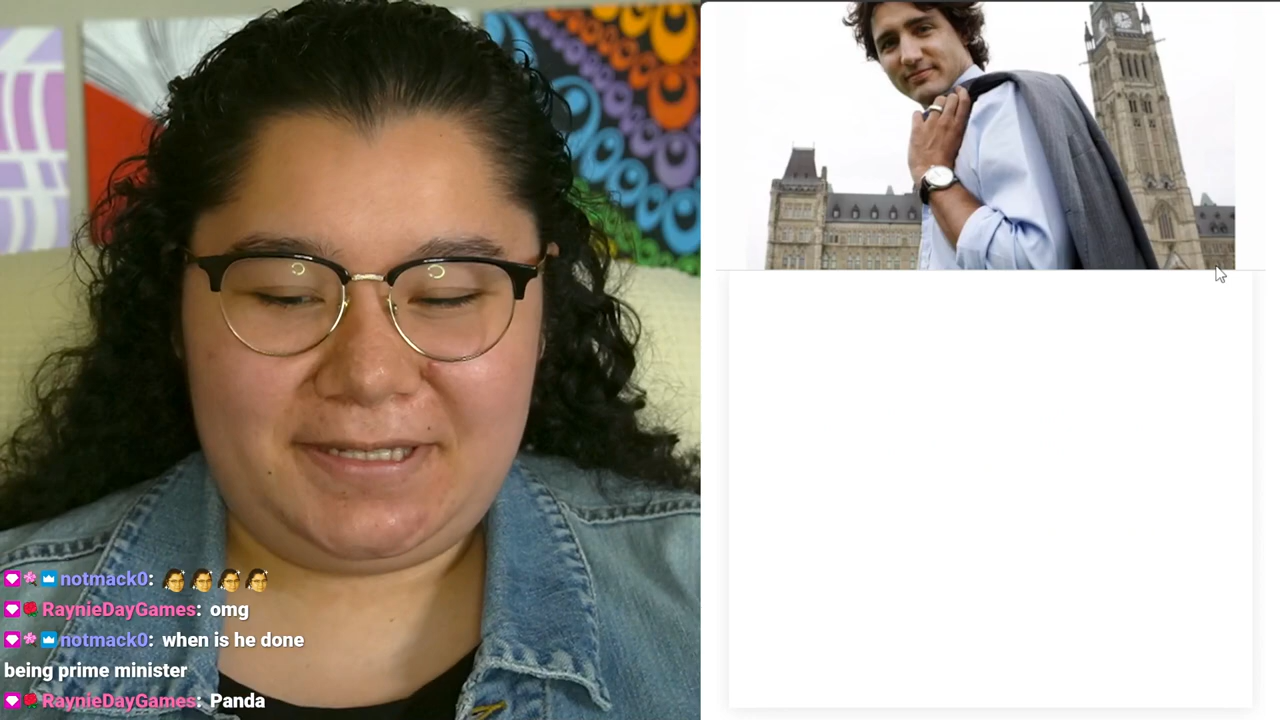 notmack0:
RaynieDayGames: omg
notmack0: when is he done
being prime minister
RaynieDayGames: Panda